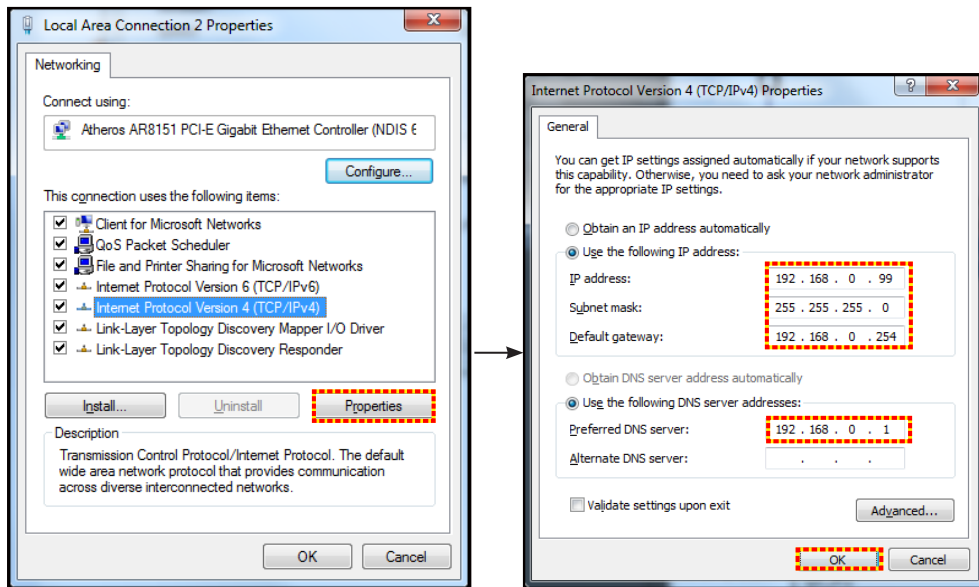 Local Area Connection 2 Properties
Networking
Connect using:
Atheros AR8151 PCI-E Gigabit Ethernet Controller (NDIS 6
Configure...
This connection uses the following items:
Client for Microsoft Networks
QoS Packet Scheduler
File and Printer Sharing for Microsoft Networks
Internet Protocol Version 6 (TCP/IPv6)
Internet Protocol Version 4 (TCP/IPv4)
Link-Layer Topology Discovery Mapper I/O Driver
Link-Layer Topology Discovery Responder
Install...
Uninstall
Properties
Description
Transmission Control Protocol/Internet Protocol. The default
wide area network protocol that provides communication
across diverse interconnected networks.
OK
Cancel
Internet Protocol Version 4 (TCP/IPv4) Properties
General
You can get IP settings assigned automatically if your network supports
this capability. Otherwise, you need to ask your network administrator
for the appropriate IP settings.
Obtain an IP address automatically
Use the following IP address:
IP address: 192 . 168 . 0 . 99
Subnet mask: 255 . 255 . 255 . 0
Default gateway: 192 . 168 . 0 . 254
Obtain DNS server address automatically
Use the following DNS server addresses:
Preferred DNS server: 192 . 168 . 0 . 1
Alternate DNS server: . . .
Validate settings upon exit
Advanced...
OK
Cancel